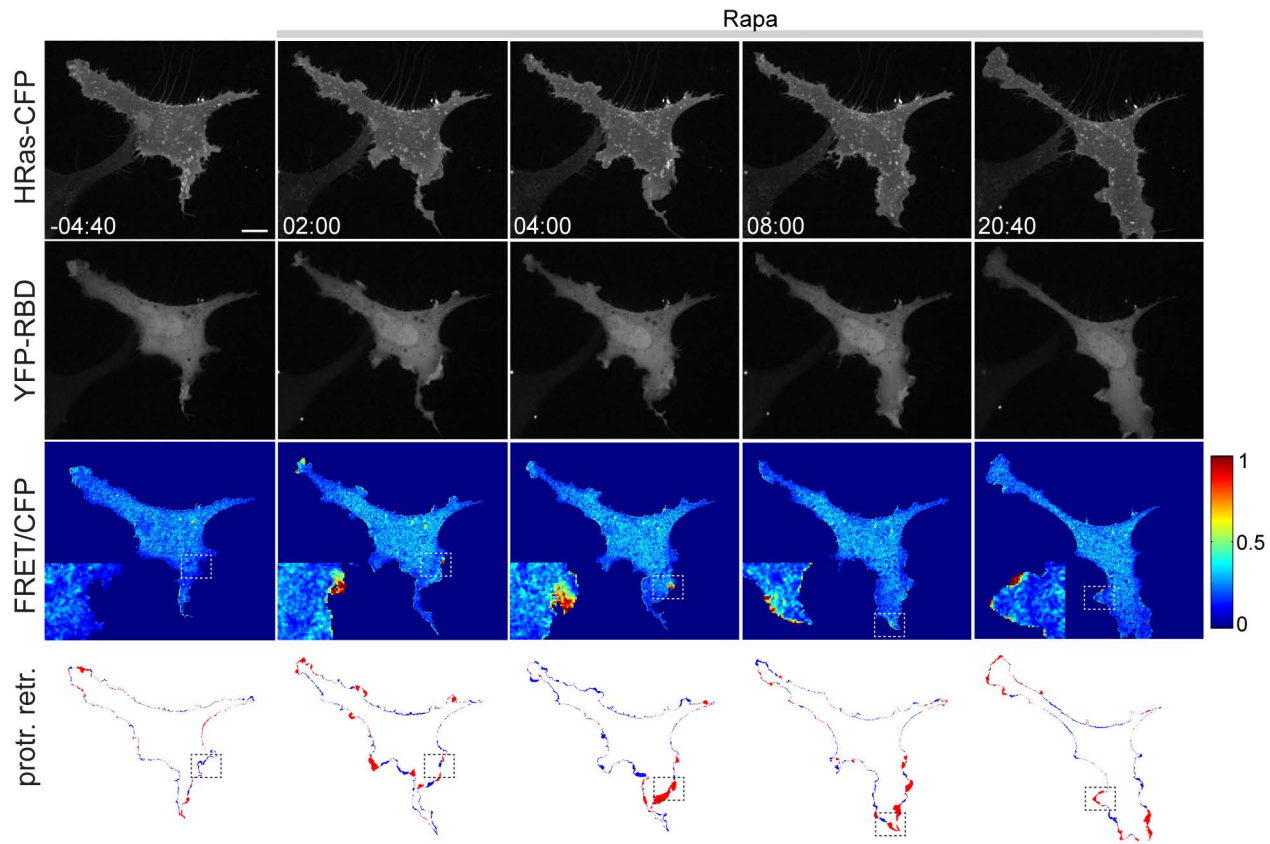 Rapa
HRas-CFP
-04:40
02:00
04:00
08:00
20:40
YFP-RBD
FRET/CFP
1
0.5
0
protr. retr.